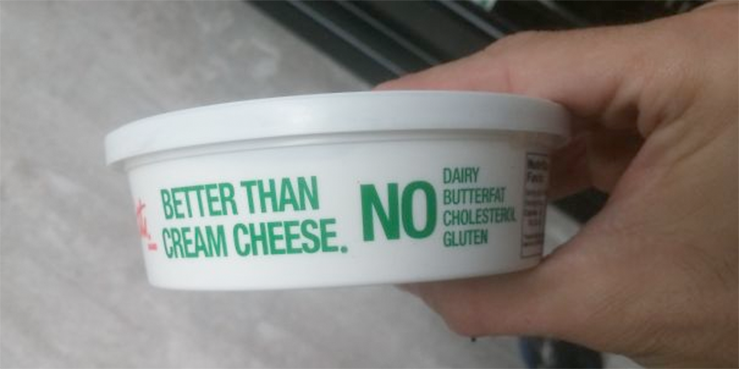 BETTER THAN
CREAM CHEESE.
NO
DAIRY
BUTTERFAT
CHOLESTEROL
GLUTEN